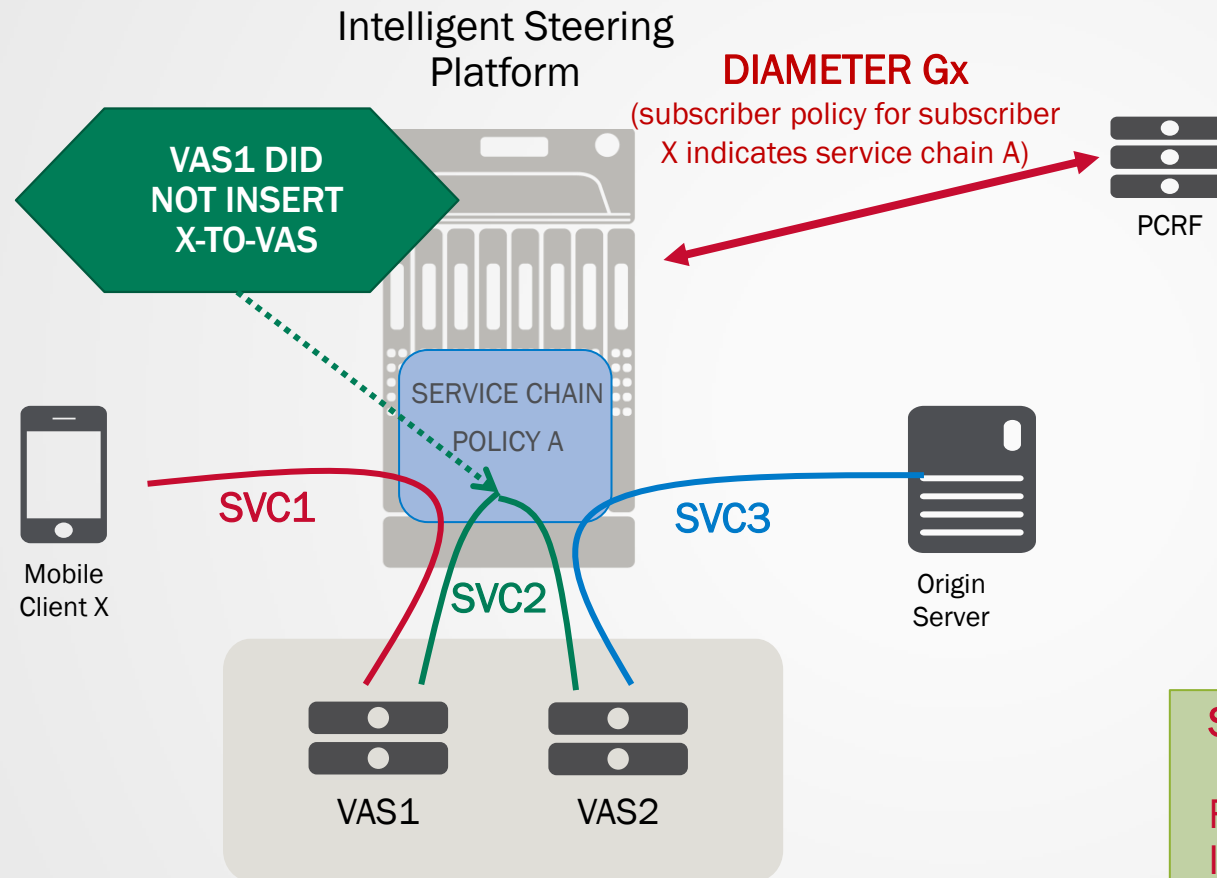 Intelligent Steering
Platform
DIAMETER Gx
(subscriber policy for subscriber
X indicates service chain A)
VAS1 DID
NOT INSERT
X-TO-VAS
PCRF
SERVICE CHAIN
POLICY A
SVC1
SVC3
Mobile
Client X
SVC2
Origin
Server
VAS1
VAS2